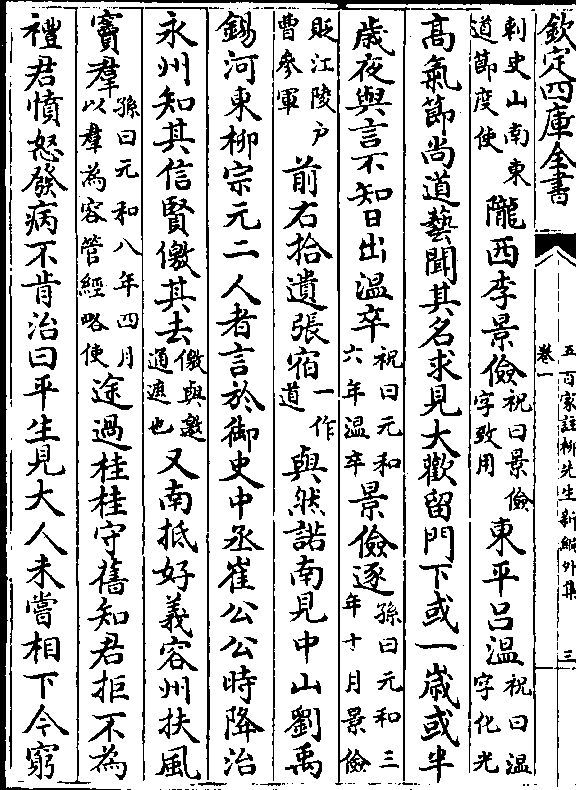 欽定四庫全書
五百家註柳先生新編外集
卷一
三
刺史山南東道節度使隴西李景儉祝曰景儉字致用東平呂溫祝曰溫字化光
高氣節尚道藝聞其名求見大歡留門下或一歳或半
歳夜與言不知日出溫卒祝曰元和六年溫卒景儉逐孫曰元和三年十月景儉
貶江陵户曹參軍前右拾遺張宿一作道與然諾南見中山劉禹
錫河東柳宗元二人者言於御史中丞崔公公時降治
永州知其信賢儌其去儌與邀同遮也又南抵好義容州扶風
竇羣孫曰元和八年四月以羣為容管經略使途過桂桂守舊知君拒不為
禮君憤怒發病不肯治曰平生見大人未嘗相下今窮